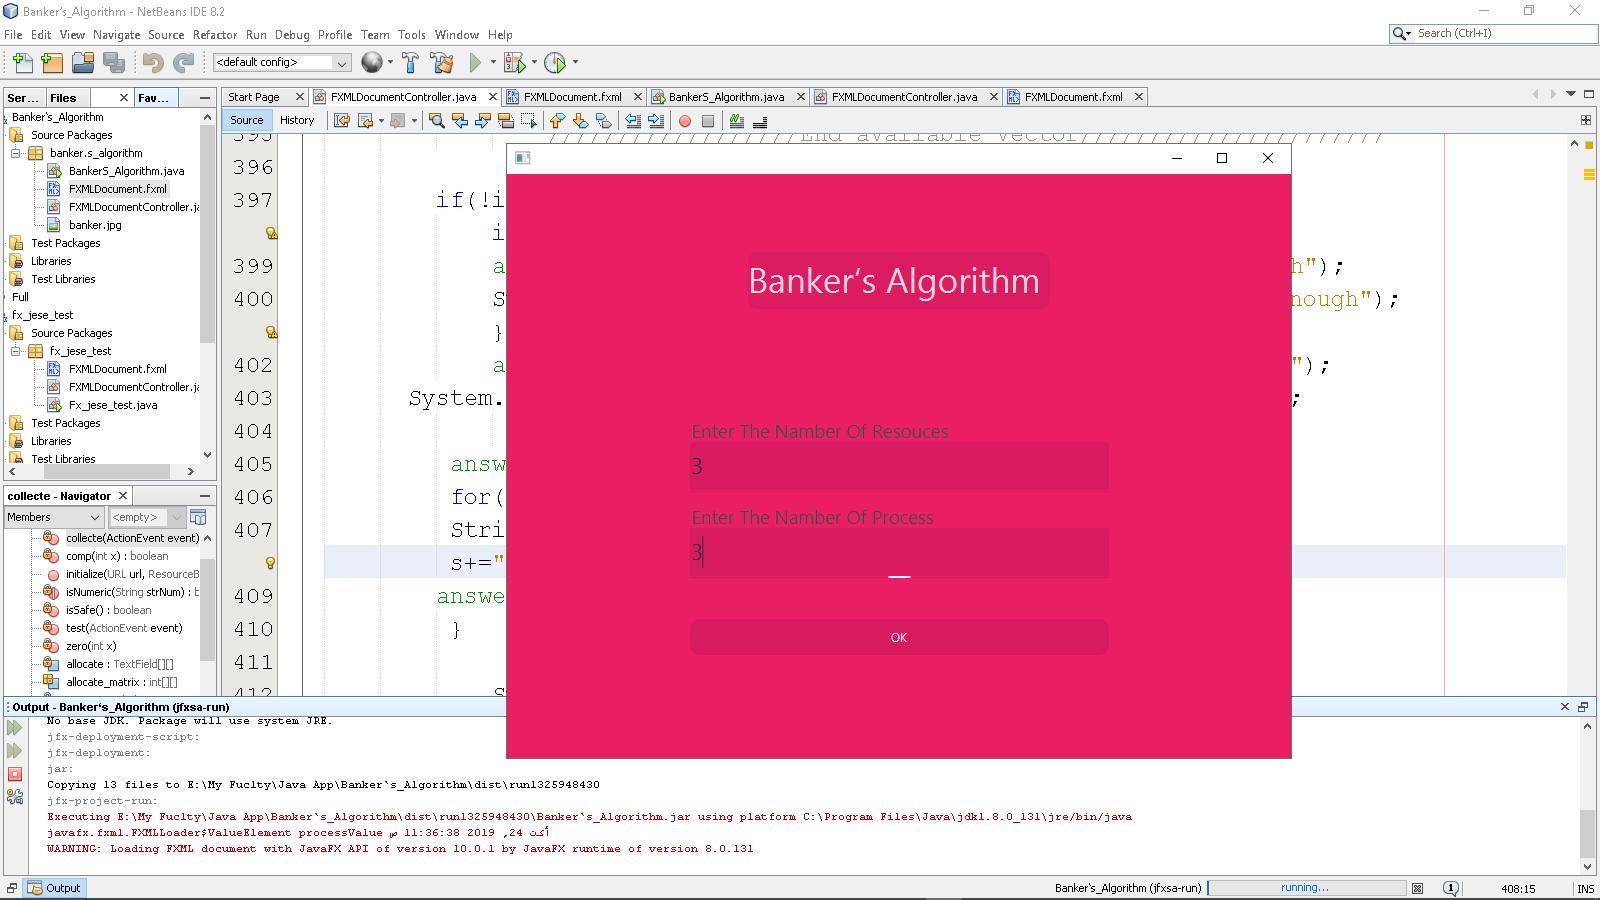 Banker's_Algorithm - NetBeans IDE 8.2
File Edit View Navigate Source Refactor Run Debug Profile Team Tools Window Help
Search (Ctrl+I)
<default config>
Ser... Files Fav...
Start Page FXMLDocumentController.java FXMLDocument.fxml BankerS_Algorithm.java FXMLDocumentController.java FXMLDocument.fxml
Source History
Banker`s_Algorithm
Source Packages
banker.s_algorithm
BankerS_Algorithm.java
FXMLDocument.fxml
FXMLDocumentController.ja
banker.jpg
Test Packages
Libraries
Test Libraries
Full
fx_jese_test
Source Packages
fx_jese_test
FXMLDocument.fxml
FXMLDocumentController.ja
Fx_jese_test.java
Test Packages
Libraries
Test Libraries
collecte - Navigator
Members <empty>
collecte(ActionEvent event)
comp(int x) : boolean
initialize(URL url, ResourceB
isNumeric(String strNum) : b
isSafe() : boolean
test(ActionEvent event)
zero(int x)
allocate : TextField[][]
allocate_matrix : int[][]
395 End available vector
396
397 if(!i
i
399 a h");
400 S nough");
}
402 a ");
403 System. ;
404
405 answ
406 for(
407 Stri
s+="
409 answe
410 }
411
412 S
Banker's Algorithm
Enter The Namber Of Resouces
3
Enter The Namber Of Process
3
OK
Output - Banker`s_Algorithm (jfxsa-run)
No base JDK. Package will use system JRE.
jfx-deployment-script:
jfx-deployment:
jar:
Copying 13 files to E:\My Fuclty\Java App\Banker`s_Algorithm\dist\run1325948430
jfx-project-run:
Executing E:\My Fuclty\Java App\Banker`s_Algorithm\dist\run1325948430\Banker`s_Algorithm.jar using platform C:\Program Files\Java\jdk1.8.0_131\jre/bin/java
javafx.fxml.FXMLLoader$ValueElement processValue ص 11:36:38 2019 ,24 أكت
WARNING: Loading FXML document with JavaFX API of version 10.0.1 by JavaFX runtime of version 8.0.131
Output
Banker`s_Algorithm (jfxsa-run) running... 1 408:15 INS